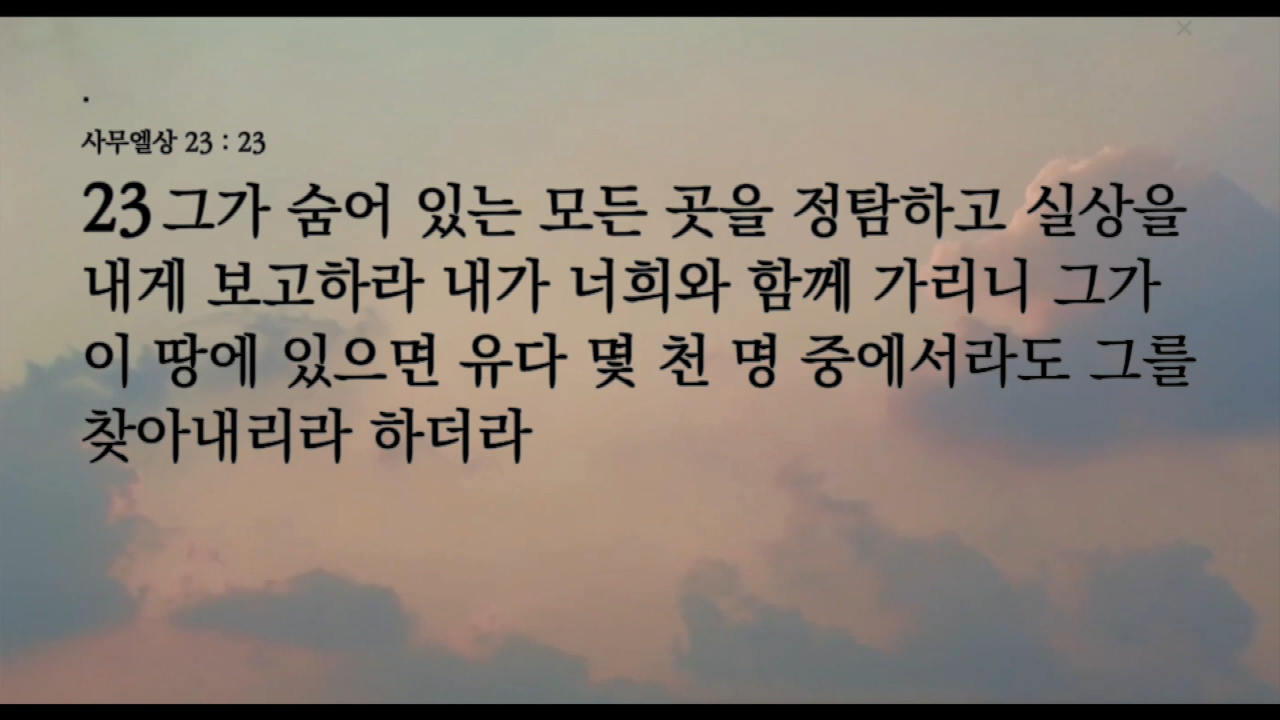 .
사무엘상 23 : 23
23 그가 숨어 있는 모든 곳을 정탐하고 실상을
내게 보고하라 내가 너희와 함께 가리니 그가
이 땅에 있으면 유다 몇 천 명 중에서라도 그를
찾아내리라 하더라